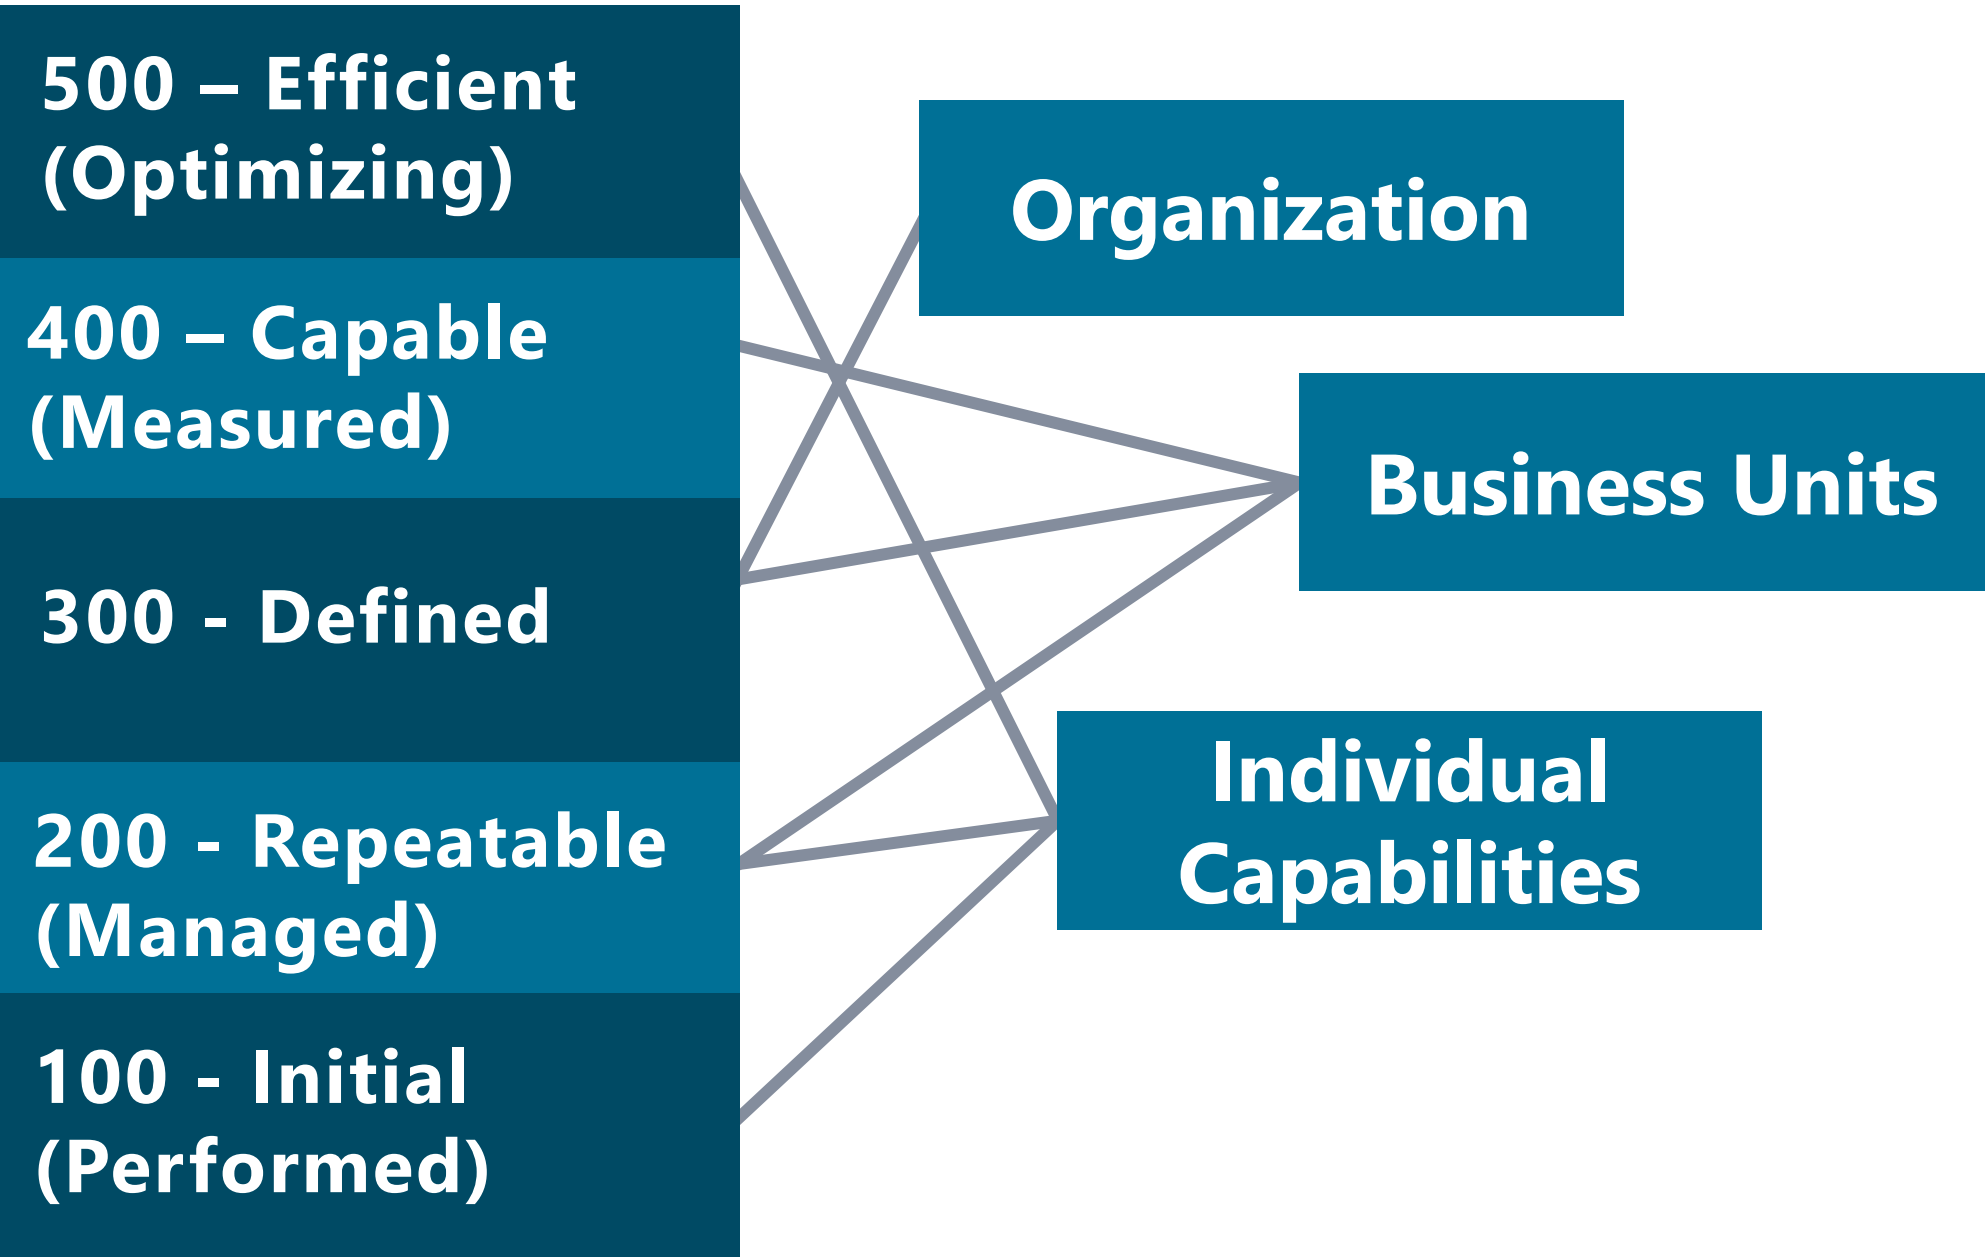 500 – Efficient
(Optimizing)
400 – Capable
(Measured)
300 - Defined
200 - Repeatable
(Managed)
100 - Initial
(Performed)
Organization
Business Units
Individual
Capabilities